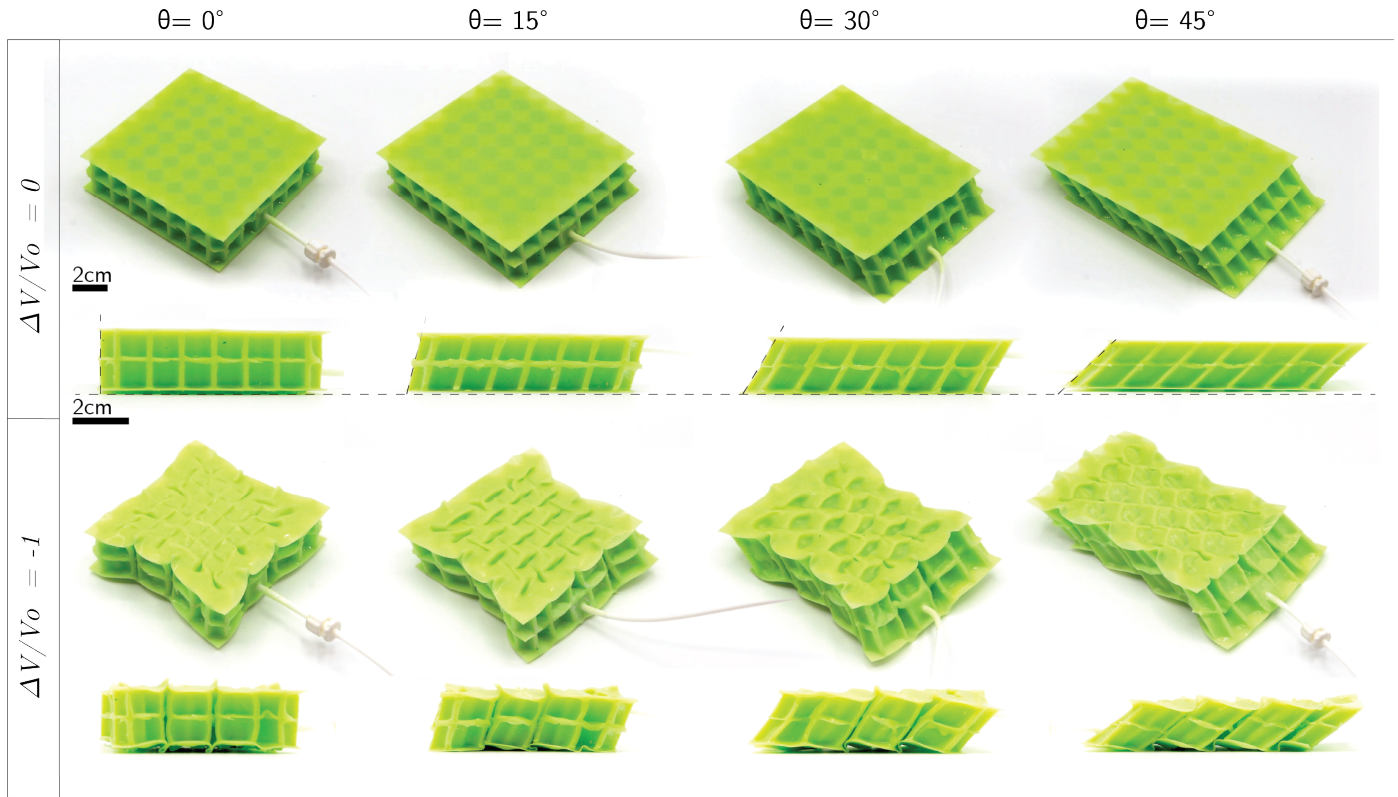 θ= 0°
θ= 15°
θ= 30°
θ= 45°
ΔV/Vo = 0
2cm
2cm
ΔV/Vo = -1